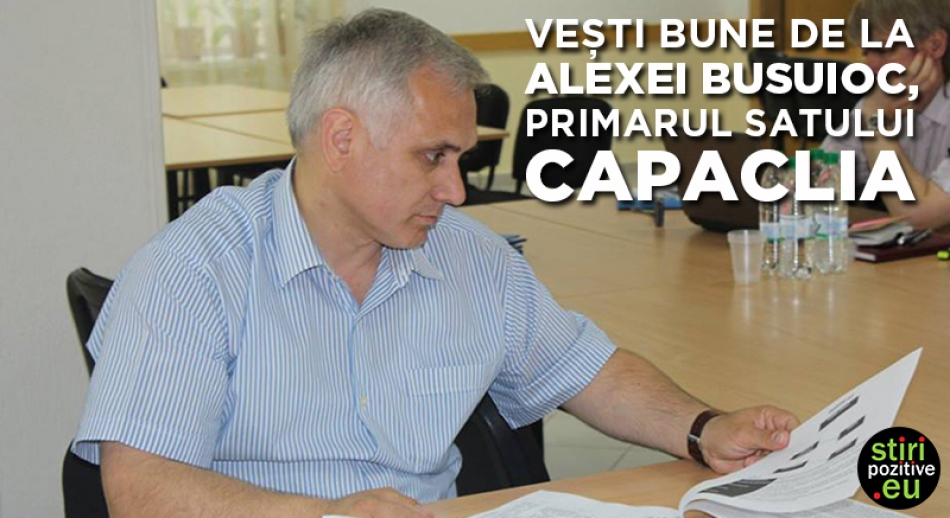 VEȘTI BUNE DE LA
ALEXEI BUSUIOC,
PRIMARUL SATULUI
CAPACLIA
stiri
pozitive
.eu